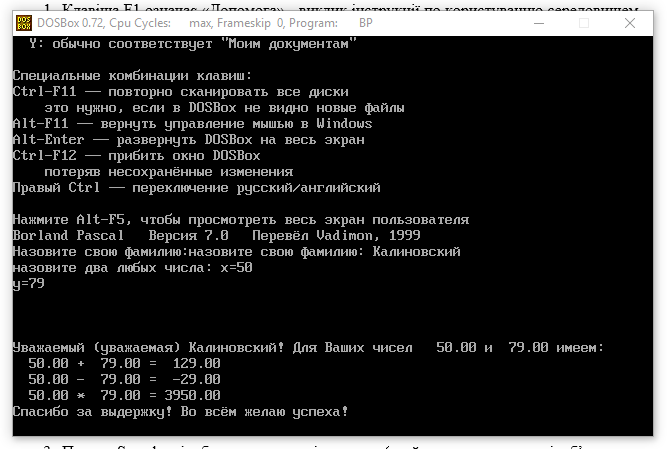 1. Клавіша F1 означає «Допомога» – виклик інструкції по користуванню середовищем
DOSBox 0.72, Cpu Cycles: max, Frameskip 0, Program: BP
Y: обычно соответствует "Моим документам"
Специальные комбинации клавиш:
Ctrl-F11 — повторно сканировать все диски
это нужно, если в DOSBox не видно новые файлы
Alt-F11 — вернуть управление мышью в Windows
Alt-Enter — развернуть DOSBox на весь экран
Ctrl-F12 — прибить окно DOSBox
потеряв несохранённые изменения
Правый Ctrl — переключение русский/английский
Нажмите Alt-F5, чтобы просмотреть весь экран пользователя
Borland Pascal Версия 7.0 Перевёл Vadimon, 1999
Назовите свою фамилию:назовите свою фамилию: Калиновский
назовите два любых числа: x=50
y=79
Уважаемый (уважаемая) Калиновский! Для Ваших чисел 50.00 и 79.00 имеем:
50.00 + 79.00 = 129.00
50.00 - 79.00 = -29.00
50.00 * 79.00 = 3950.00
Спасибо за выдержку! Во всём желаю успеха!